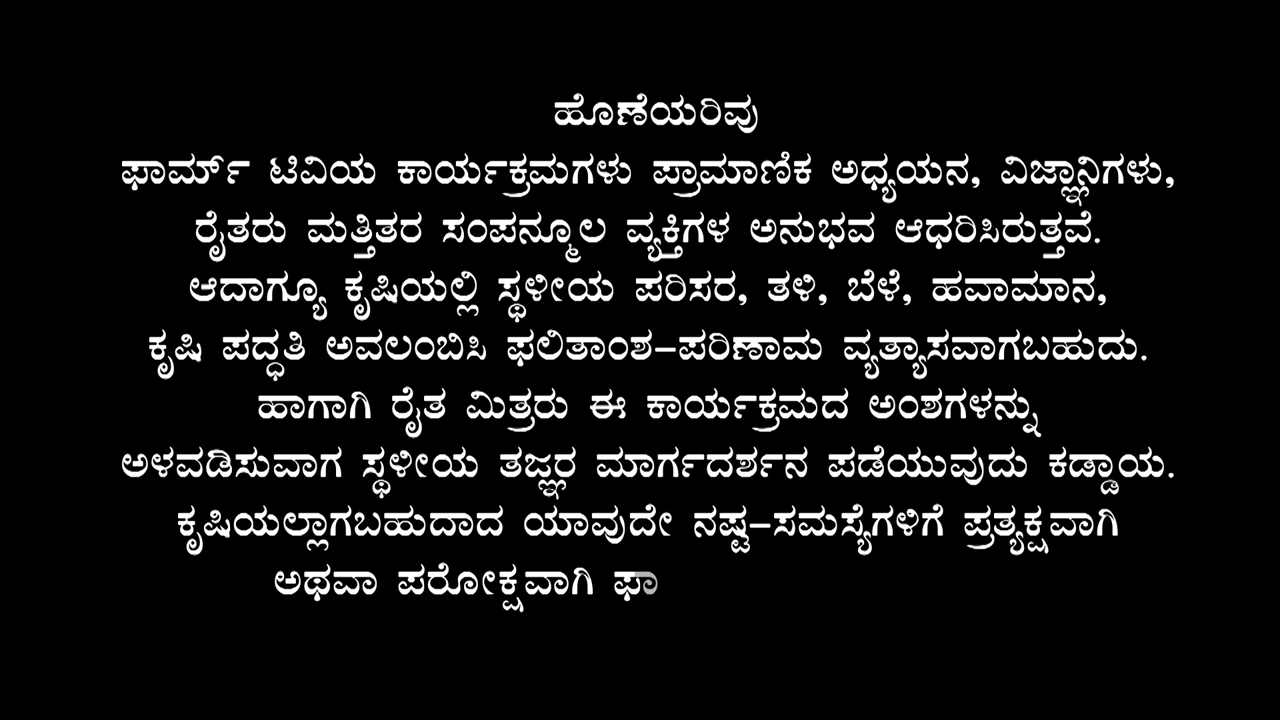 ಹೊಣೆಯರಿವು
ಫಾರ್ಮ್ ಟಿವಿಯ ಕಾರ್ಯಕ್ರಮಗಳು ಪ್ರಾಮಾಣಿಕ ಅಧ್ಯಯನ, ವಿಜ್ಞಾನಿಗಳು,
ರೈತರು ಮತ್ತಿತರ ಸಂಪನ್ಮೂಲ ವ್ಯಕ್ತಿಗಳ ಅನುಭವ ಆಧರಿಸಿರುತ್ತವೆ.
ಆದಾಗ್ಯೂ ಕೃಷಿಯಲ್ಲಿ ಸ್ಥಳೀಯ ಪರಿಸರ, ತಳಿ, ಬೆಳೆ, ಹವಾಮಾನ,
ಕೃಷಿ ಪದ್ಧತಿ ಅವಲಂಬಿಸಿ ಫಲಿತಾಂಶ–ಪರಿಣಾಮ ವ್ಯತ್ಯಾಸವಾಗಬಹುದು.
ಹಾಗಾಗಿ ರೈತ ಮಿತ್ರರು ಈ ಕಾರ್ಯಕ್ರಮದ ಅಂಶಗಳನ್ನು
ಅಳವಡಿಸುವಾಗ ಸ್ಥಳೀಯ ತಜ್ಞರ ಮಾರ್ಗದರ್ಶನ ಪಡೆಯುವುದು ಕಡ್ಡಾಯ.
ಕೃಷಿಯಲ್ಲಾಗಬಹುದಾದ ಯಾವುದೇ ನಷ್ಟ–ಸಮಸ್ಯೆಗಳಿಗೆ ಪ್ರತ್ಯಕ್ಷವಾಗಿ
ಅಥವಾ ಪರೋಕ್ಷವಾಗಿ ಫಾ